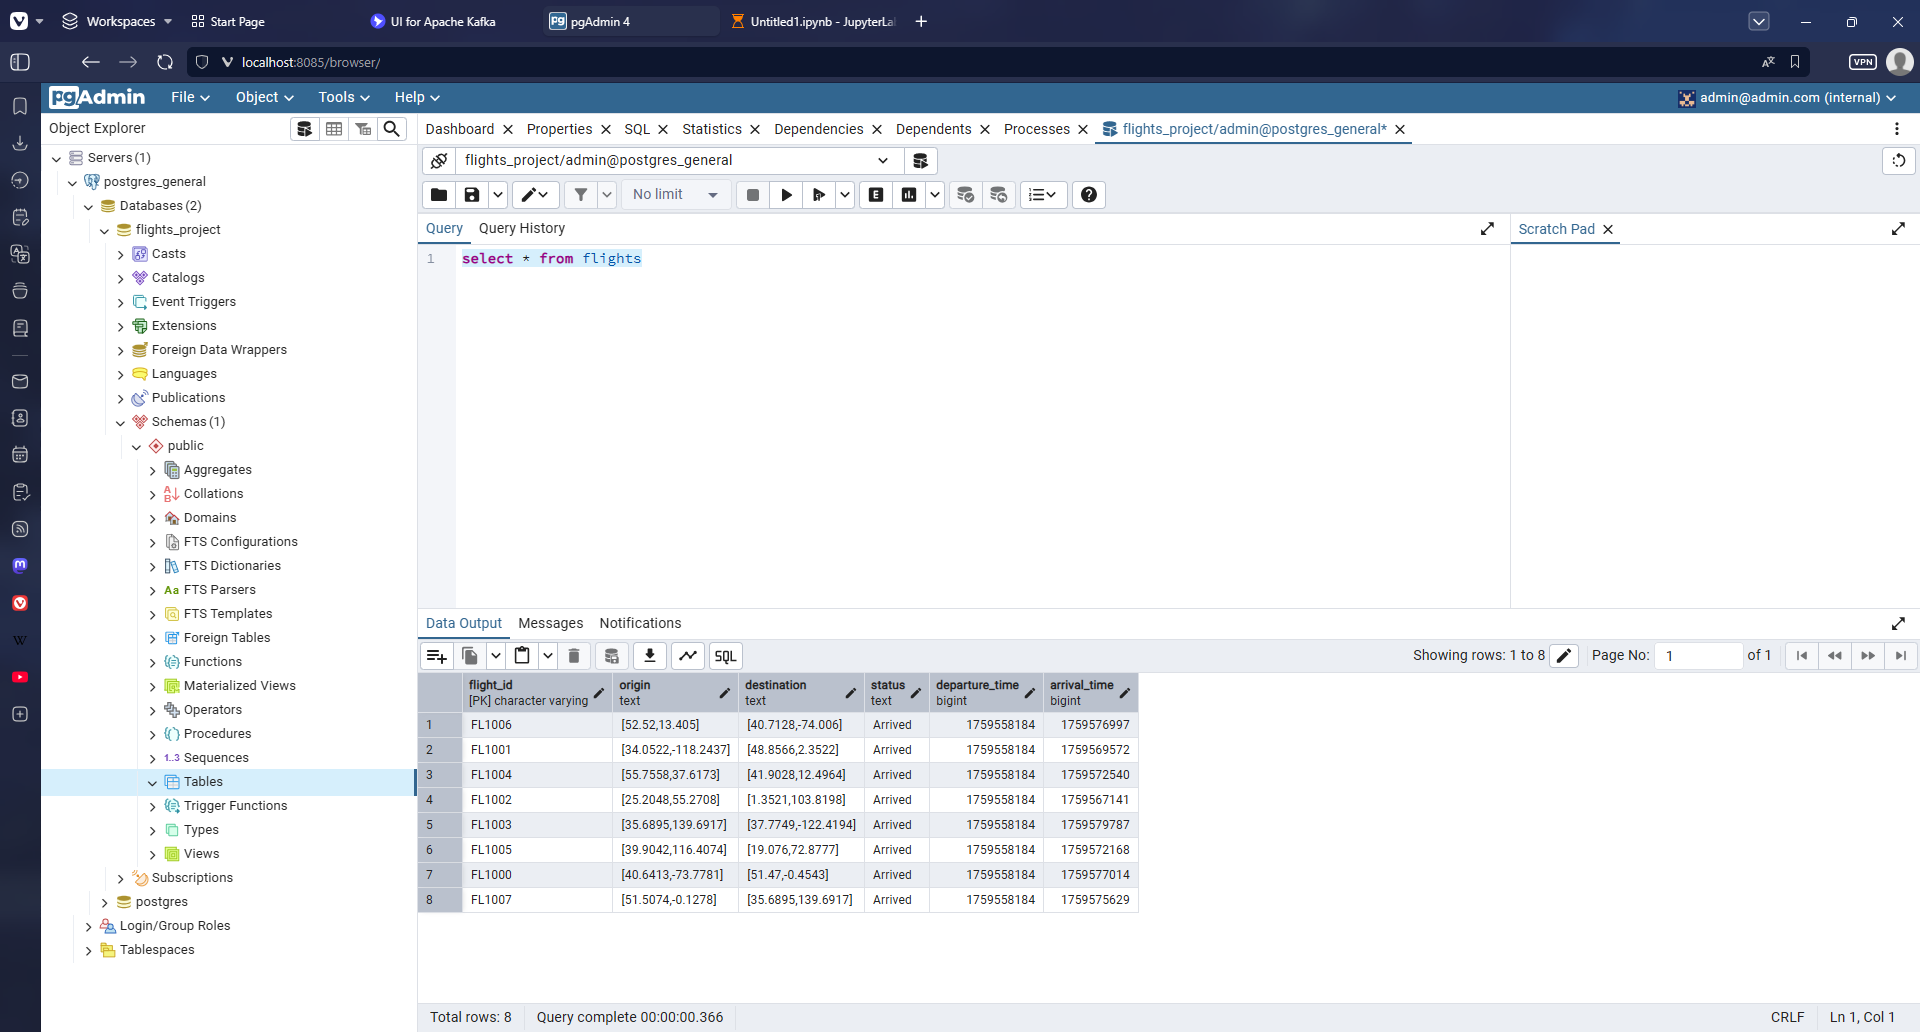 Workspaces
Start Page
UI for Apache Kafka
pgAdmin 4
Untitled1.ipynb - JupyterLa
localhost:8085/browser/
VPN
pgAdmin
File
Object
Tools
Help
admin@admin.com (internal)
Object Explorer
Dashboard
Properties
SQL
Statistics
Dependencies
Dependents
Processes
flights_project/admin@postgres_general*
Servers (1)
postgres_general
Databases (2)
flights_project
Casts
Catalogs
Event Triggers
Extensions
Foreign Data Wrappers
Languages
Publications
Schemas (1)
public
Aggregates
Collations
Domains
FTS Configurations
FTS Dictionaries
Aa FTS Parsers
FTS Templates
Foreign Tables
Functions
Materialized Views
Operators
Procedures
1..3 Sequences
Tables
Trigger Functions
Types
Views
Subscriptions
postgres
Login/Group Roles
Tablespaces
flights_project/admin@postgres_general
No limit
E
Query
Query History
Scratch Pad
1 select * from flights
Data Output
Messages
Notifications
SQL
Showing rows: 1 to 8
Page No: 1 of 1
flight_id origin destination status departure_time arrival_time
[PK] character varying text text text bigint bigint
1 FL1006 [52.52,13.405] [40.7128,-74.006] Arrived 1759558184 1759576997
2 FL1001 [34.0522,-118.2437] [48.8566,2.3522] Arrived 1759558184 1759569572
3 FL1004 [55.7558,37.6173] [41.9028,12.4964] Arrived 1759558184 1759572540
4 FL1002 [25.2048,55.2708] [1.3521,103.8198] Arrived 1759558184 1759567141
5 FL1003 [35.6895,139.6917] [37.7749,-122.4194] Arrived 1759558184 1759579787
6 FL1005 [39.9042,116.4074] [19.076,72.8777] Arrived 1759558184 1759572168
7 FL1000 [40.6413,-73.7781] [51.47,-0.4543] Arrived 1759558184 1759577014
8 FL1007 [51.5074,-0.1278] [35.6895,139.6917] Arrived 1759558184 1759575629
Total rows: 8
Query complete 00:00:00.366
CRLF
Ln 1, Col 1